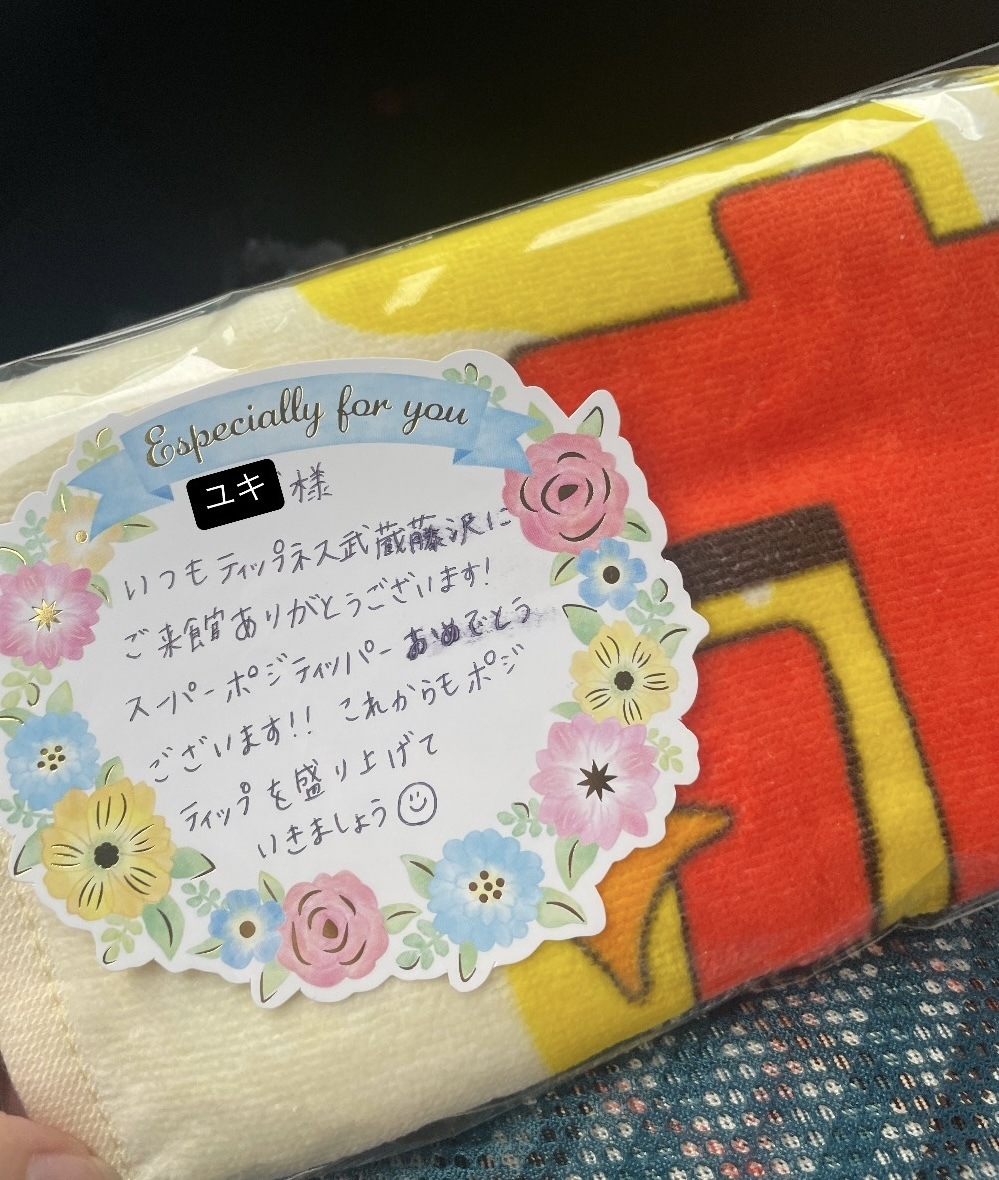 Especially for you
ユキ様
いつもティップネス武蔵藤沢に
ご来館ありがとうございます!
スーパーポジティッパーおめでとう
ございます!! これからもポジ
ティップを盛り上げて
いきましょう